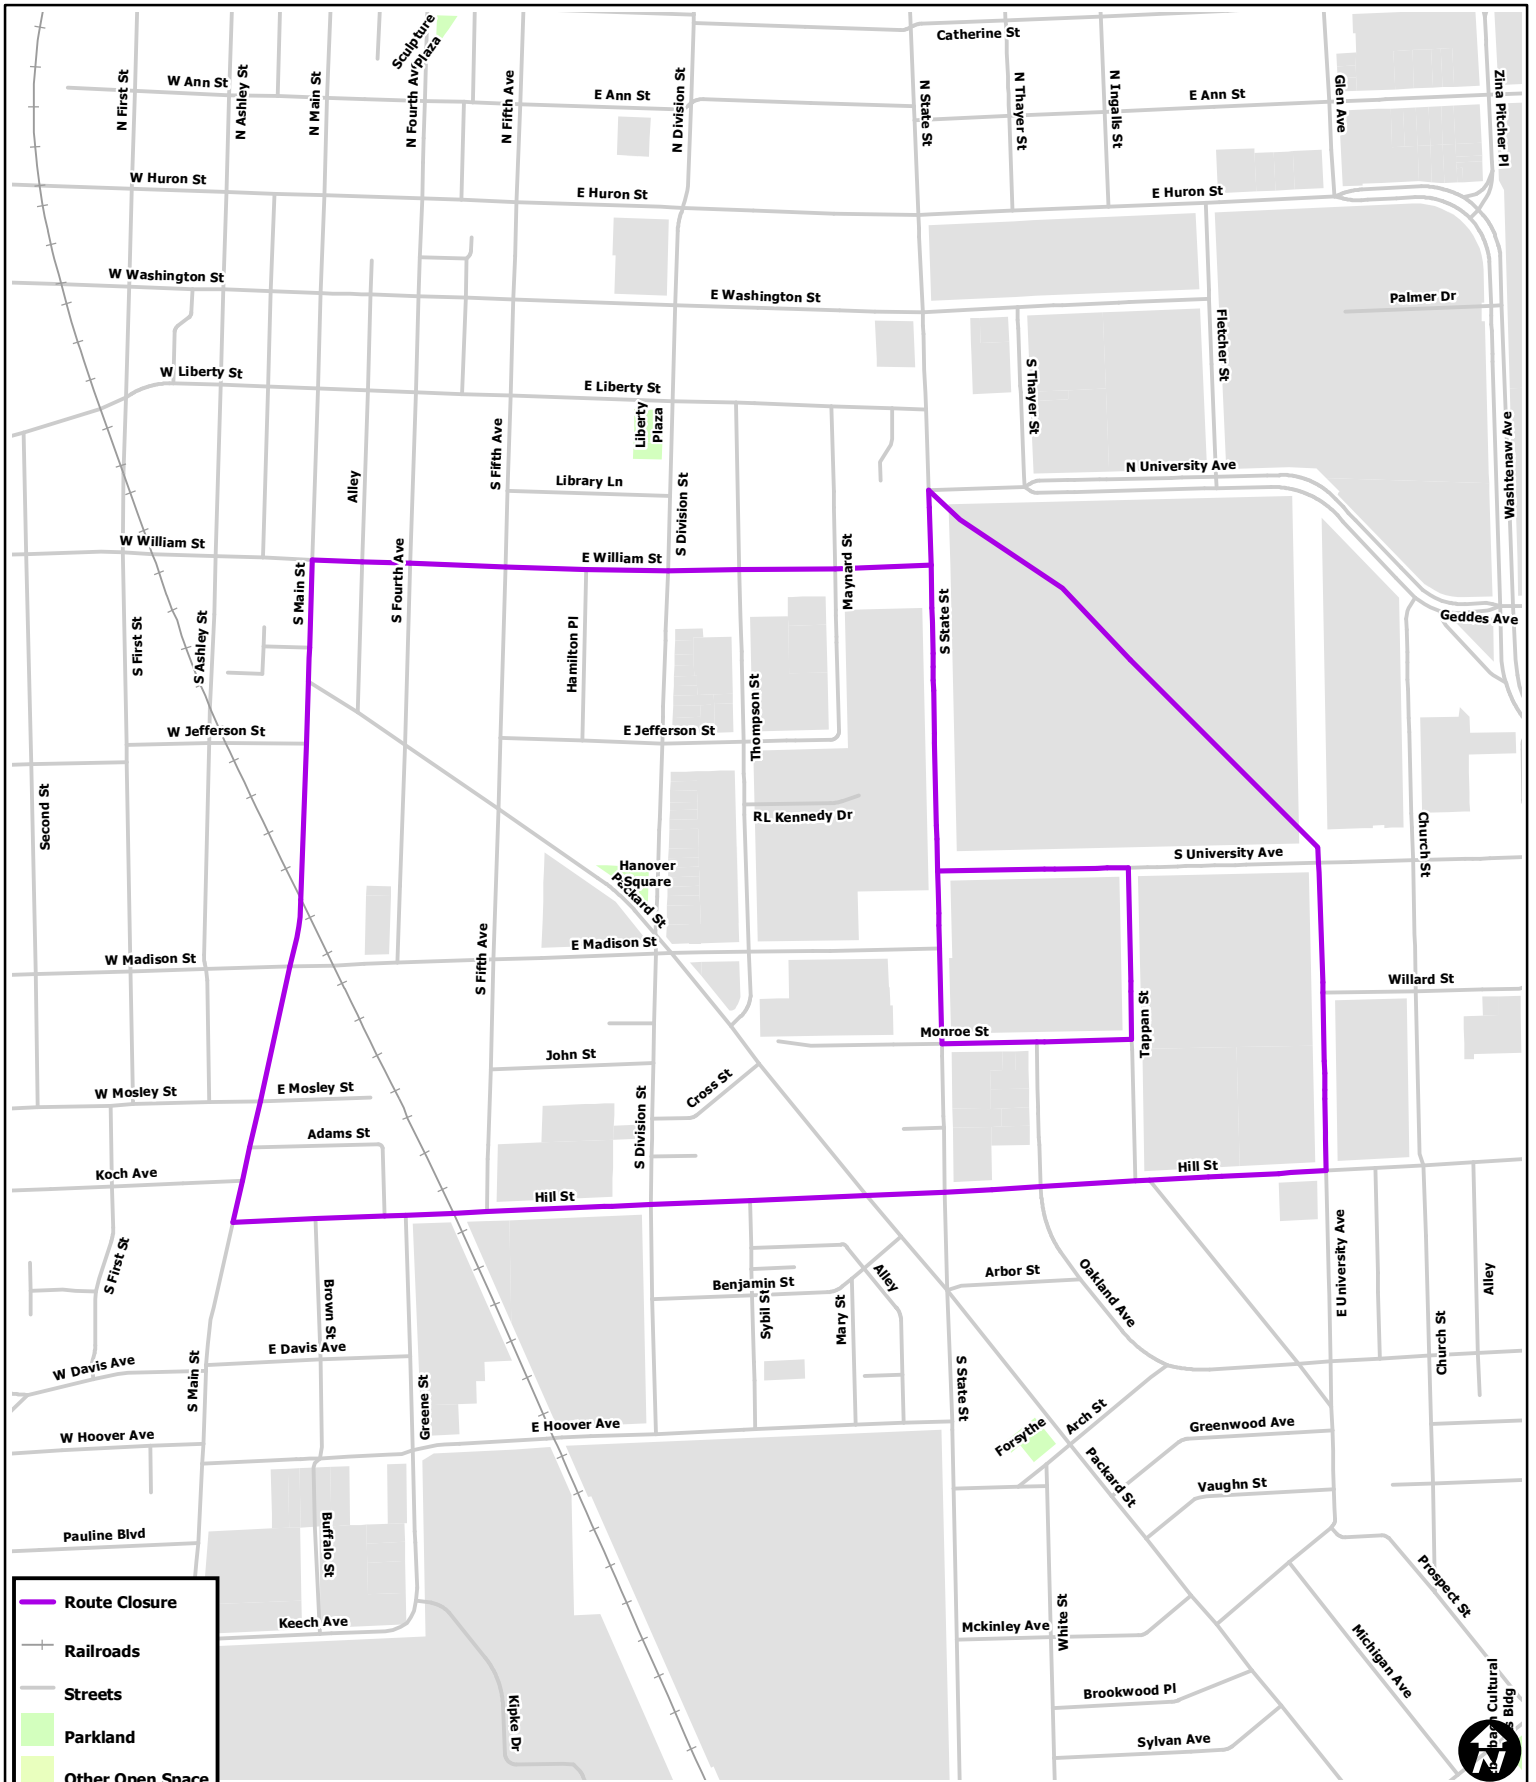 Sculpture
Plaza
Catherine St
W Ann St
E Ann St
E Ann St
N First St
N Ashley St
N Main St
N Fourth Av
N Fifth Ave
N Division St
N State St
N Thayer St
N Ingalls St
Glen Ave
Zina Pitcher Pl
W Huron St
E Huron St
E Huron St
W Washington St
E Washington St
Palmer Dr
Fletcher St
S Thayer St
W Liberty St
E Liberty St
Liberty
Plaza
Washtenaw Ave
N University Ave
S Fifth Ave
Alley
Library Ln
S Division St
W William St
E William St
S Main St
S Fourth Ave
Maynard St
S State St
Geddes Ave
S First St
S Ashley St
Hamilton Pl
Thompson St
W Jefferson St
E Jefferson St
Second St
RL Kennedy Dr
Church St
S University Ave
Hanover
Square
Packard St
S Fifth Ave
E Madison St
W Madison St
Willard St
Tappan St
Monroe St
John St
Cross St
W Mosley St
E Mosley St
S Division St
Adams St
Koch Ave
Hill St
Hill St
S First St
Brown St
Benjamin St
Sybil St
Mary St
Alley
Arbor St
Oakland Ave
E University Ave
Alley
Church St
E Davis Ave
W Davis Ave
S Main St
Greene St
S State St
E Hoover Ave
W Hoover Ave
Forsythe
Arch St
Greenwood Ave
Packard St
Vaughn St
Pauline Blvd
Buffalo St
Prospect St
Keech Ave
Mckinley Ave
White St
Michigan Ave
Kipke Dr
Brookwood Pl
Sylvan Ave
Cultural
Bldg
Route Closure
Railroads
Streets
Parkland
Other Open Space
N